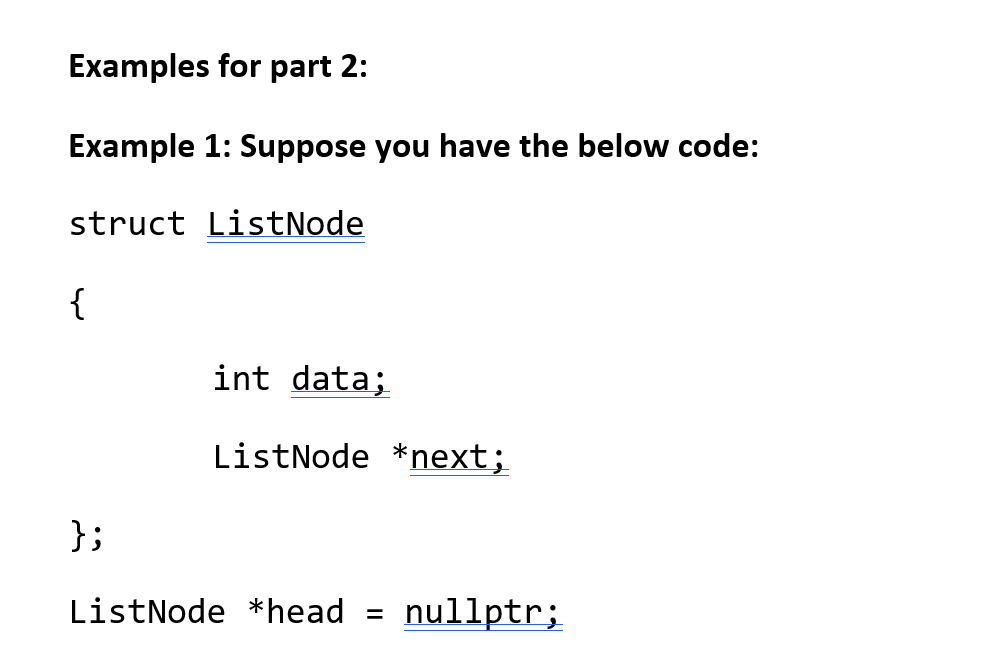 Examples for part 2:
Example 1: Suppose you have the below code:
struct ListNode
{
int data;
ListNode *next;
};
ListNode *head = nullptr;